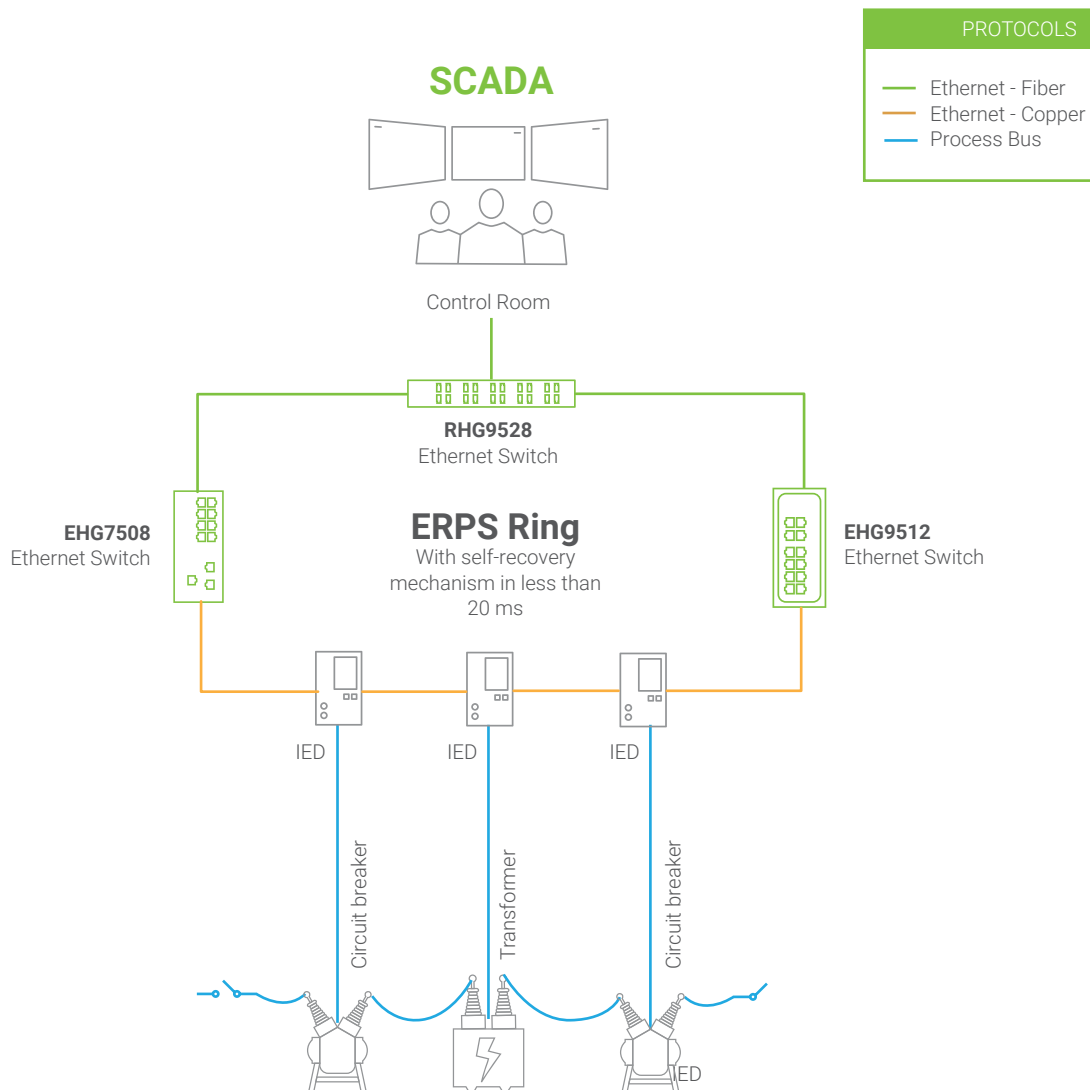 PROTOCOLS
Ethernet - Fiber
Ethernet - Copper
Process Bus
SCADA
Control Room
RHG9528
Ethernet Switch
EHG7508
Ethernet Switch
ERPS Ring
With self-recovery
mechanism in less than
20 ms
EHG9512
Ethernet Switch
IED
IED
IED
Circuit breaker
Transformer
Circuit breaker
IED